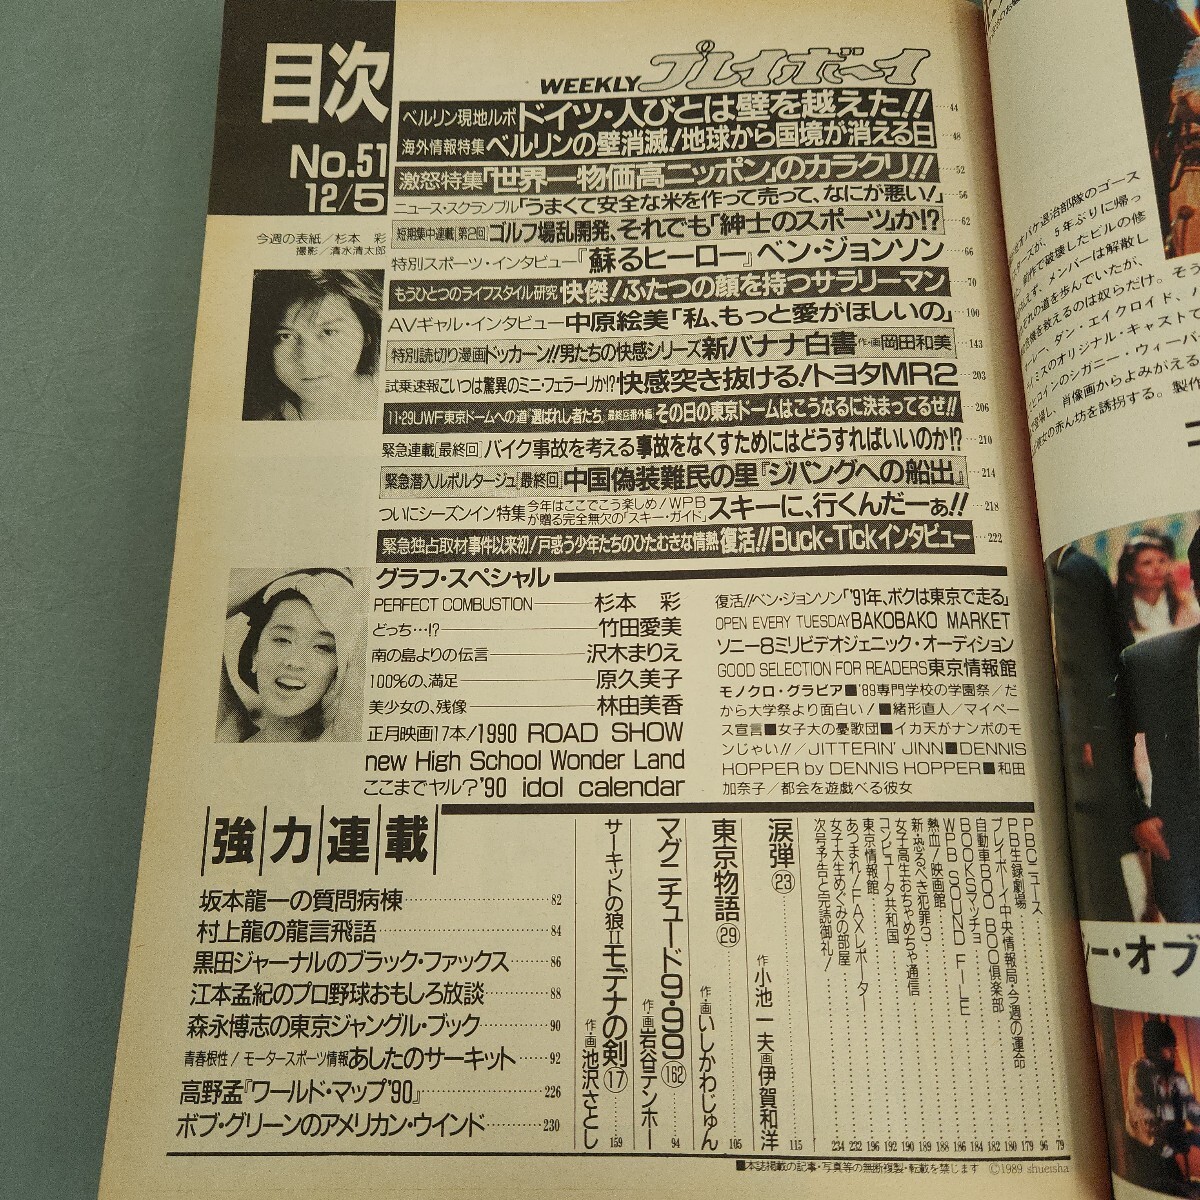 目次
No.51
12/5
WEEKLY プレイボーイ
今週の表紙/杉本 彩
撮影/清水清太郎
ベルリン現地ルポ ドイツ・人びとは壁を越えた!! 44
海外情報特集 ベルリンの壁消滅!地球から国境が消える日 48
激怒特集「世界一物価高ニッポン」のカラクリ!! 52
ニュース・スクランブル「うまくて安全な米を作って売って、なにが悪い!」 56
短期集中連載[第2回] ゴルフ場乱開発、それでも「紳士のスポーツ」か!? 62
特別スポーツ・インタビュー『蘇るヒーロー』ベン・ジョンソン 66
もうひとつのライフスタイル研究 快傑!ふたつの顔を持つサラリーマン 70
AVギャル・インタビュー 中原絵美「私、もっと愛がほしいの」 100
特別読切り漫画 ドッカーン!!男たちの快感シリーズ 新バナナ白書 作・画 岡田和美 143
試乗速報 こいつは驚異のミニ・フェラーリか!? 快感突き抜ける!トヨタMR2 203
11・29UWF東京ドームへの道「選ばれし者たち」最終回番外編 その日の東京ドームはこうなるに決まってるぜ!! 206
緊急連載[最終回] バイク事故を考える 事故をなくすためにはどうすればいいのか!? 210
緊急潜入ルポルタージュ[最終回] 中国偽装難民の里『ジパングへの船出』 214
ついにシーズンイン特集 今年はここでこう楽しめ!WPBが贈る完全無欠の「スキー・ガイド」 スキーに、行くんだーぁ!! 218
緊急独占取材 事件以来初!戸惑う少年たちのひたむきな情熱 復活!!Buck-Tickインタビュー 222
グラフ・スペシャル
PERFECT COMBUSTION 杉本 彩
どっち…!? 竹田愛美
南の島よりの伝言 沢木まりえ
100%の、満足 原久美子
美少女の、残像 林由美香
正月映画17本/1990 ROAD SHOW
new High School Wonder Land
ここまでヤル?'90 idol calendar
復活!!ベン・ジョンソン「'91年、ボクは東京で走る」
OPEN EVERY TUESDAY BAKOBAKO MARKET
ソニー8ミリビデオジェニック・オーディション
GOOD SELECTION FOR READERS 東京情報館
モノクロ・グラビア■'89専門学校の学園祭/だ
から大学祭より面白い!■緒形直人/マイペー
ス宣言■女子大の憂歌団■イカ天がナンボのモ
ンじゃい!!/JITTERIN' JINN■DENNIS
HOPPER by DENNIS HOPPER■和田
加奈子/都会を遊戯べる彼女
強力連載
坂本龍一の質問病棟 82
村上龍の龍言飛語 84
黒田ジャーナルのブラック・ファックス 86
江本孟紀のプロ野球おもしろ放談 88
森永博志の東京ジャングル・ブック 90
青春根性/モータースポーツ情報 あしたのサーキット 92
高野孟『ワールド・マップ'90』 226
ボブ・グリーンのアメリカン・ウインド 230
PBCニュース 79
PB生録劇場 96
プレイボーイ中央情報局・今週の運命 179
自動車BOO BOO倶楽部 180
BOOKSマッチョ 182
WPB SOUND FILE 184
熱血!映画館 186
新・恐るべき犯罪3 188
女子高生おちゃめちゃ通信 189
コンピュータ共和国 190
東京情報館 192
あつまれ!FAXレポーター 196
女子大生めぐみの部屋 232
次号予告と完読御礼! 234
涙弾㉓ 作 小池一夫 画 伊賀和洋 115
東京物語㉙ 作・画 いしかわじゅん 105
マグニチュード9・99 (162) 作・画 岩谷テンホー 94
サーキットの狼II モデナの剣⑰ 作・画 池沢さとし 159
■本誌掲載の記事・写真等の無断複製・転載を禁じます ©1989 shueisha